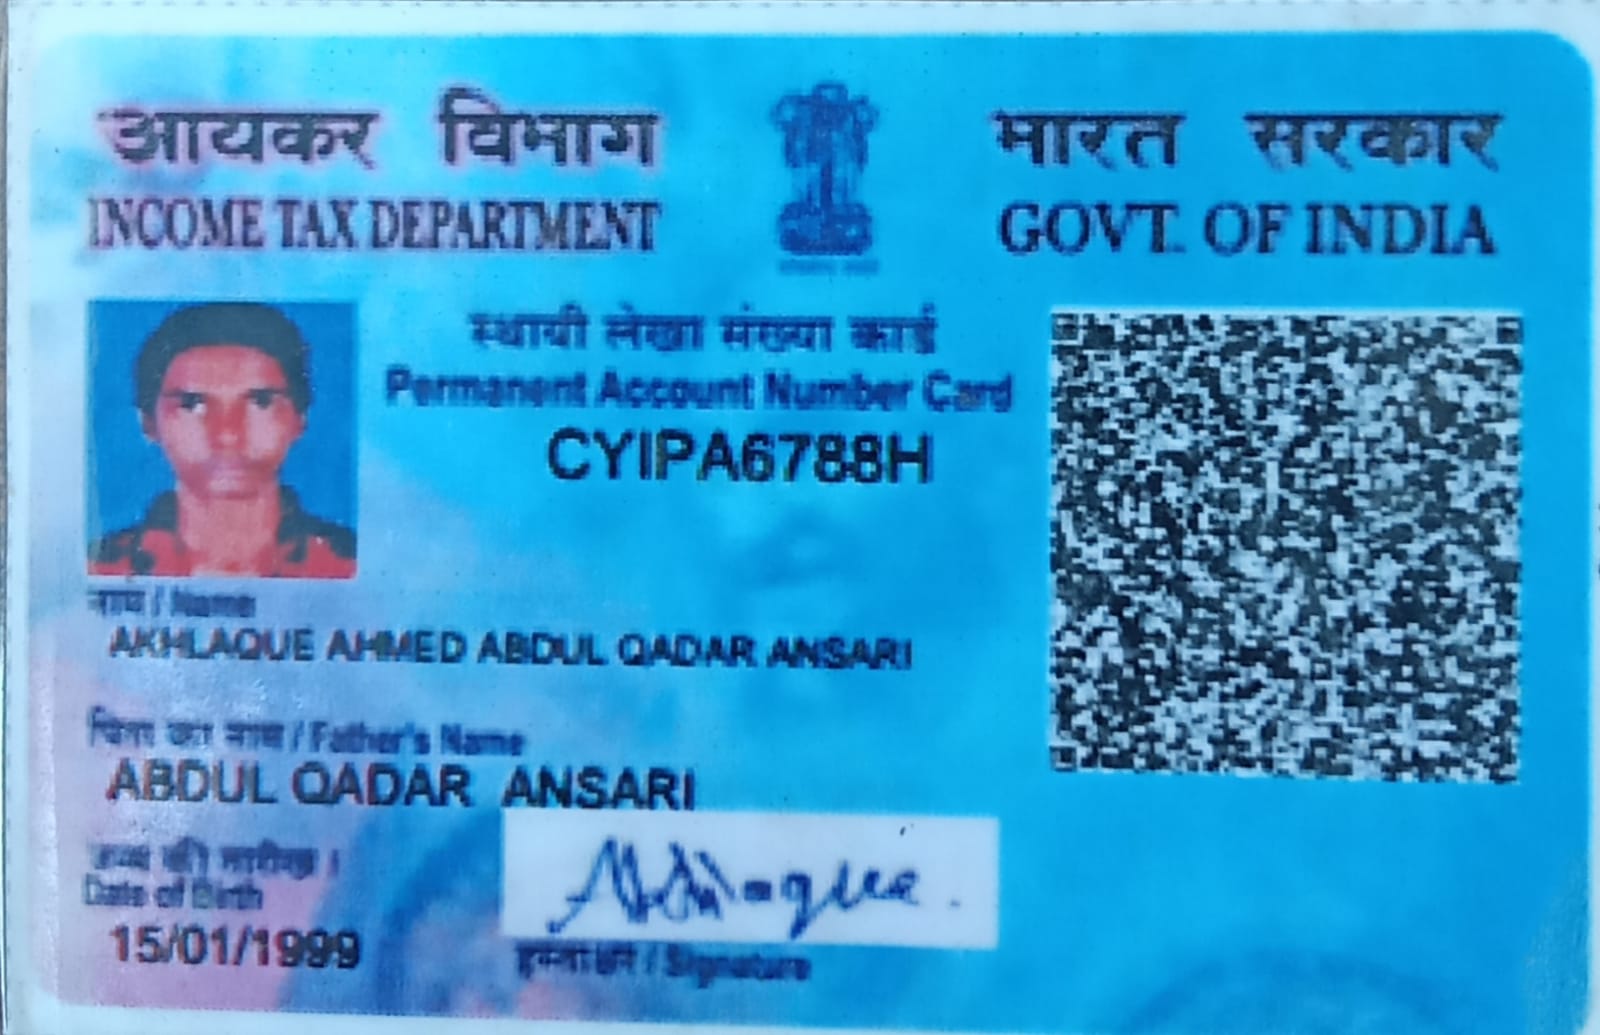 आयकर विभाग
INCOME TAX DEPARTMENT
भारत सरकार
GOVT. OF INDIA
स्थायी लेखा संख्या कार्ड
Permanent Account Number Card
CYIPA6788H
नाम / Name
AKHLAQUE AHMED ABDUL QADAR ANSARI
पिता का नाम / Father's Name
ABDUL QADAR ANSARI
जन्म की तारीख /
Date of Birth
15/01/1999
हस्ताक्षर / Signature